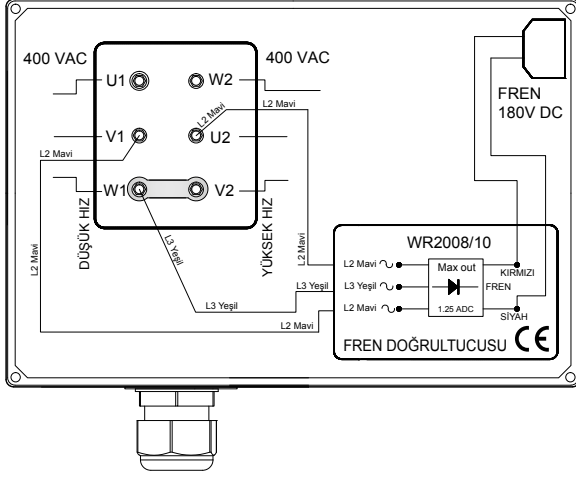 400 VAC
400 VAC
U1
W2
L2 Mavi
L2 Mavi
V1
U2
L2 Mavi
W1
V2
DÜŞÜK HIZ
YÜKSEK HIZ
L2 Mavi
L2 Mavi
L3 Yeşil
L3 Yeşil
L3 Yeşil
L2 Mavi
FREN
180V DC
WR2008/10
L2 Mavi
Max out
KIRMIZI
L3 Yeşil
FREN
L2 Mavi
1.25 ADC
SİYAH
FREN DOĞRULTUCUSU CE